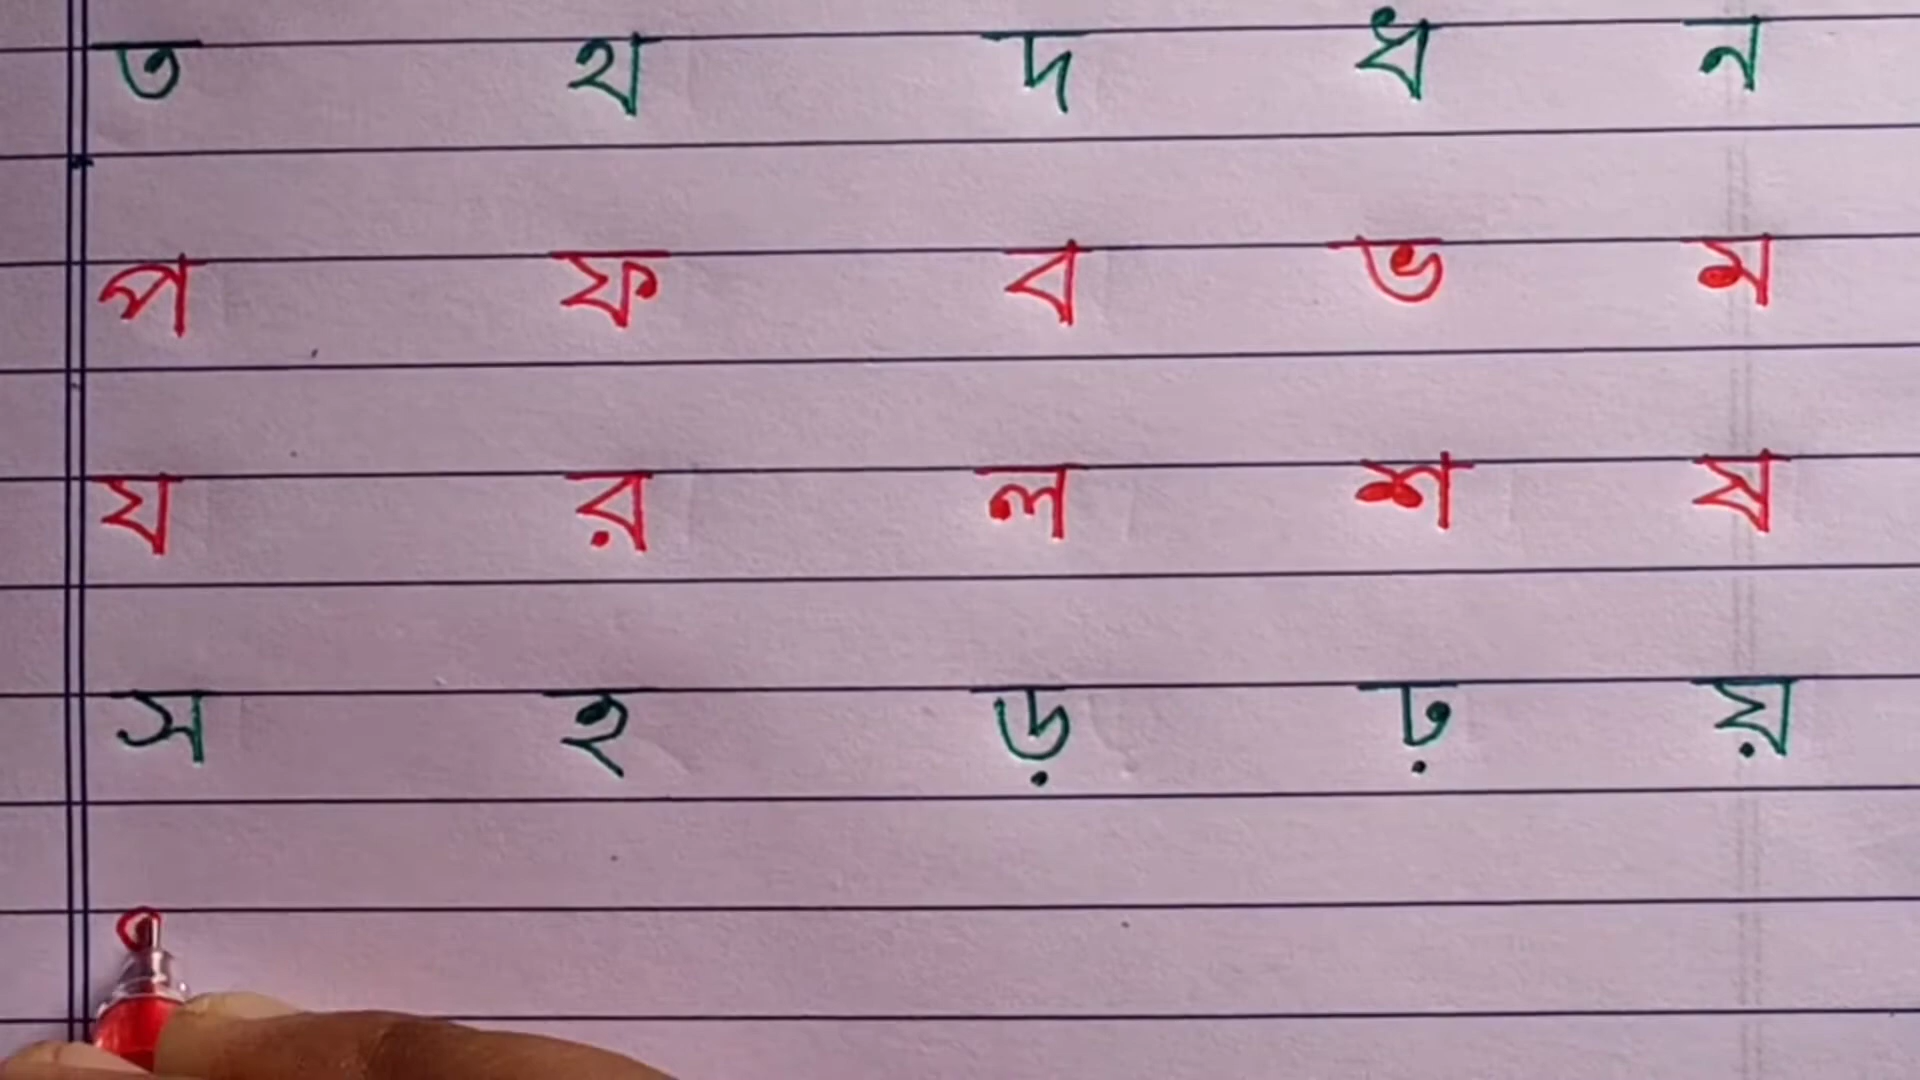 ত থ দ ধ ন
প ফ ব ভ ম
য র ল শ ষ
স হ ড় ঢ় য়